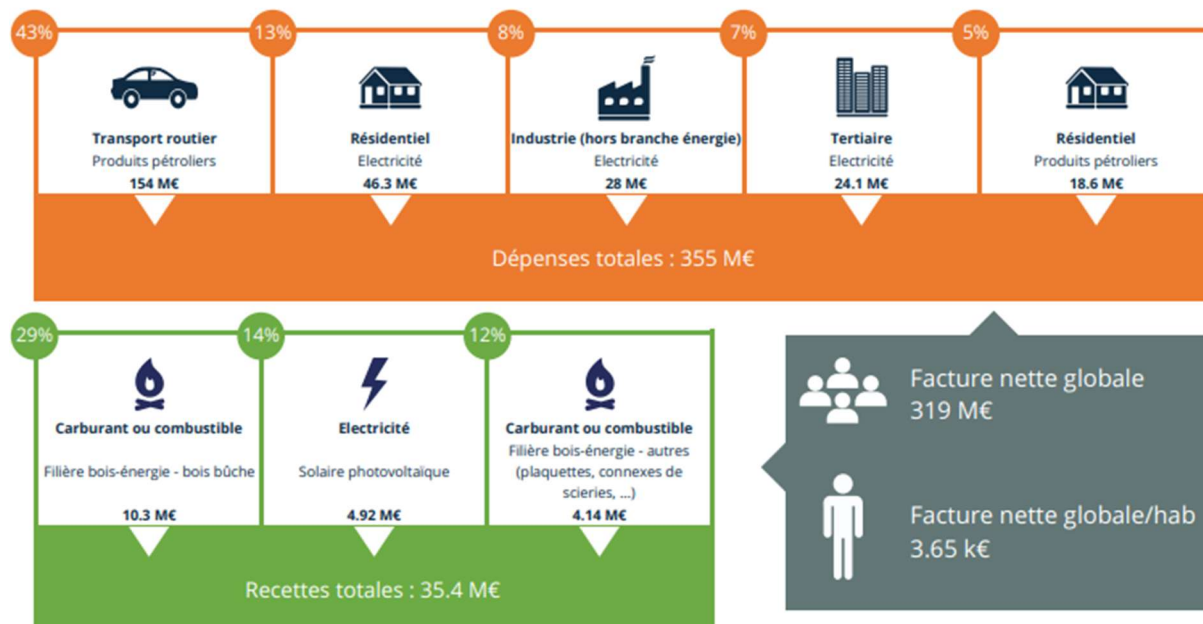 43%
13%
8%
7%
5%
Transport routier
Produits pétroliers
154 M€
Résidentiel
Electricité
46.3 M€
Industrie (hors branche énergie)
Electricité
28 M€
Tertiaire
Electricité
24.1 M€
Résidentiel
Produits pétroliers
18.6 M€
Dépenses totales : 355 M€
29%
14%
12%
Carburant ou combustible
Filière bois-énergie - bois bûche
10.3 M€
Electricité
Solaire photovoltaïque
4.92 M€
Carburant ou combustible
Filière bois-énergie - autres
(plaquettes, connexes de
scieries, ...)
4.14 M€
Recettes totales : 35.4 M€
Facture nette globale
319 M€
Facture nette globale/hab
3.65 k€